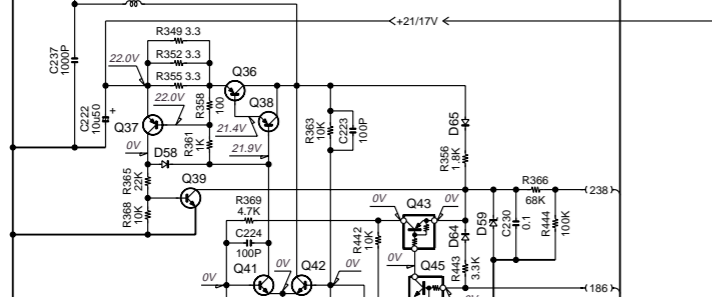 +21/17V
R349 3.3
R352 3.3
R355 3.3
C237
1000P
22.0V
Q36
C222
10u50
+
22.0V
R358
100
Q38
Q37
21.4V
R361
1K
R363
10K
C223
100P
D65
0V
D58
21.9V
R356
1.8K
R365
22K
Q39
R366
68K
238
R368
10K
R369
4.7K
0V
Q43
0V
D59
C230
0.1
R444
100K
C224
100P
R442
10K
D64
0V
Q41
0V
Q42
0V
0V
Q45
R443
3.3K
186
0V